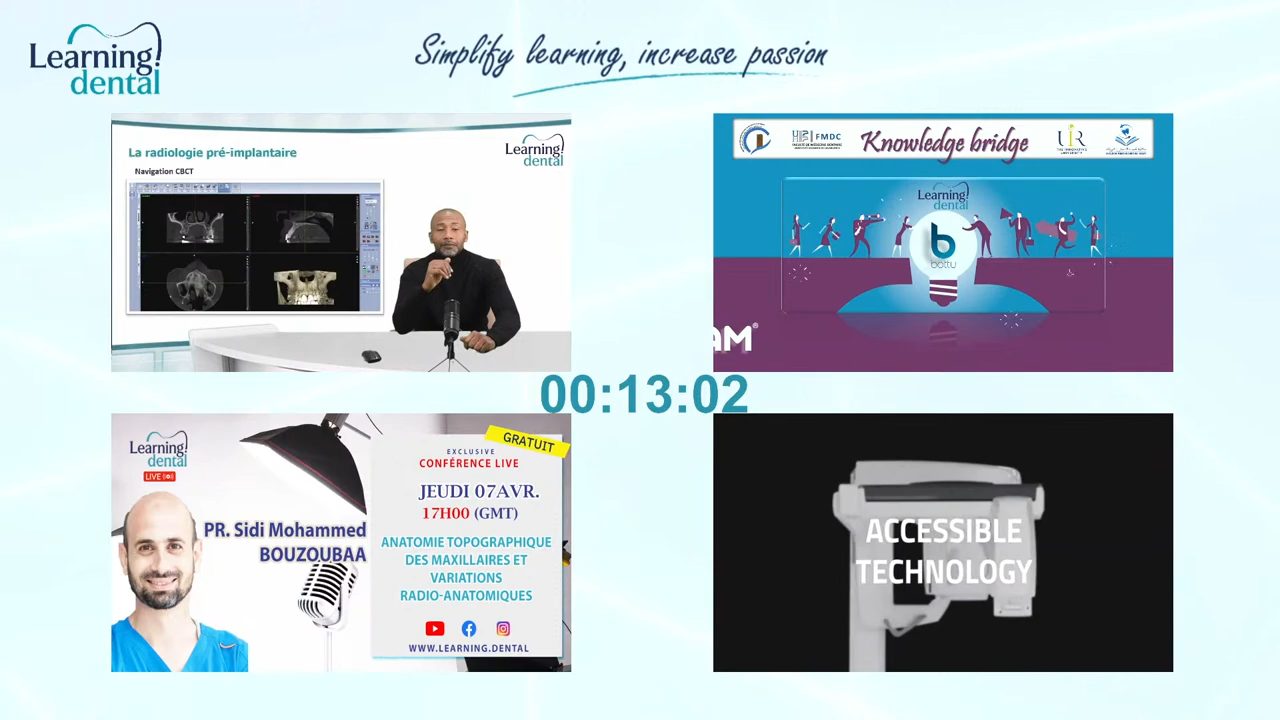 Learning!
dental
Simplify learning, increase passion
La radiologie pré-implantaire
Navigation CBCT
Learning!
dental
FMDC
Knowledge bridge
UIR
Learning!
dental
b
bottu
AM®
00:13:02
Learning!
dental
LIVE
PR. Sidi Mohammed
BOUZOUBAA
GRATUIT
EXCLUSIVE
CONFÉRENCE LIVE
JEUDI 07AVR.
17H00 (GMT)
ANATOMIE TOPOGRAPHIQUE
DES MAXILLAIRES ET
VARIATIONS
RADIO-ANATOMIQUES
WWW.LEARNING.DENTAL
ACCESSIBLE
TECHNOLOGY